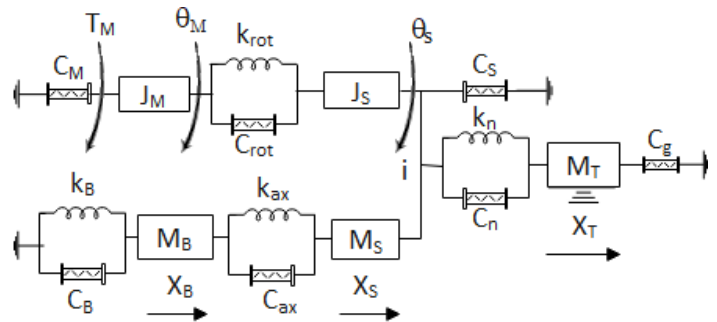 T_M
θ_M
k_rot
θ_s
C_M
J_M
J_S
C_S
C_rot
k_n
C_g
i
M_T
k_B
k_ax
C_n
X_T
M_B
M_S
C_B
X_B
C_ax
X_S